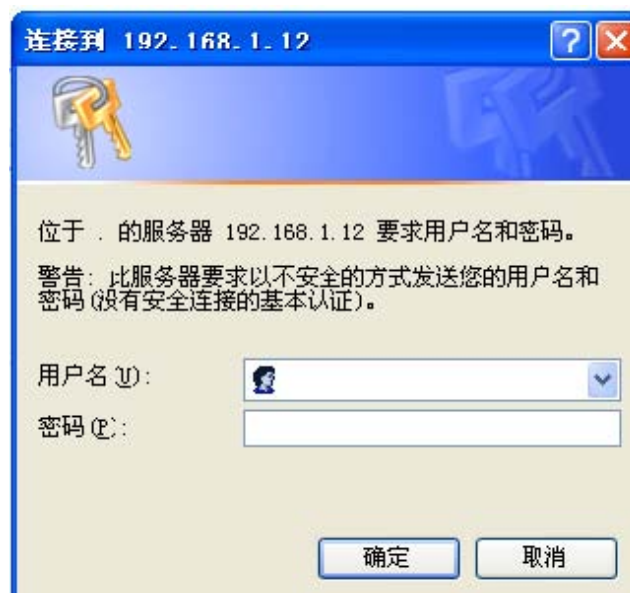 连接到 192.168.1.12
位于 . 的服务器 192.168.1.12 要求用户名和密码。
警告: 此服务器要求以不安全的方式发送您的用户名和
密码(没有安全连接的基本认证)。
用户名(U):
密码(P):
确定 取消